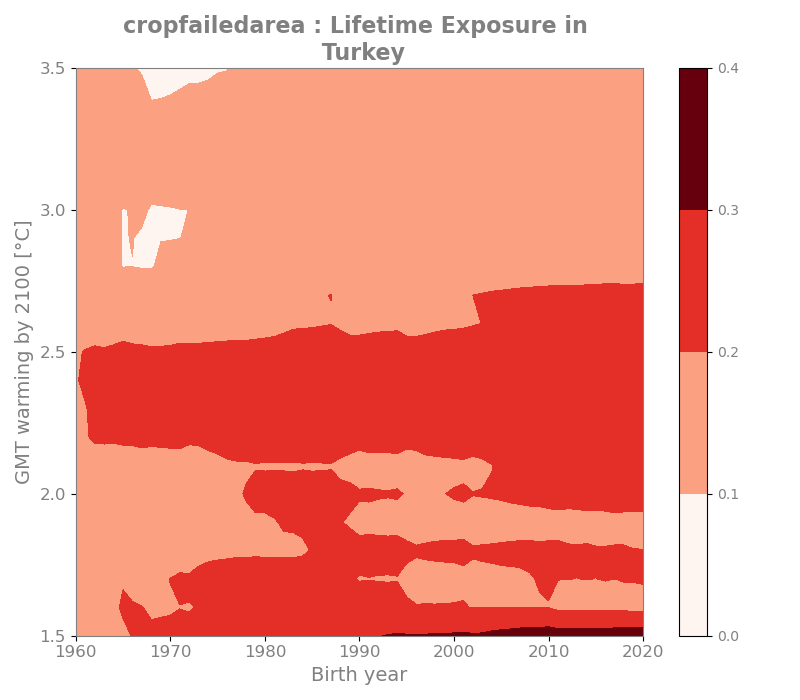 cropfailedarea : Lifetime Exposure in
Turkey
GMT warming by 2100 [°C]
3.5
3.0
2.5
2.0
1.5
1960 1970 1980 1990 2000 2010 2020
Birth year
0.4
0.3
0.2
0.1
0.0